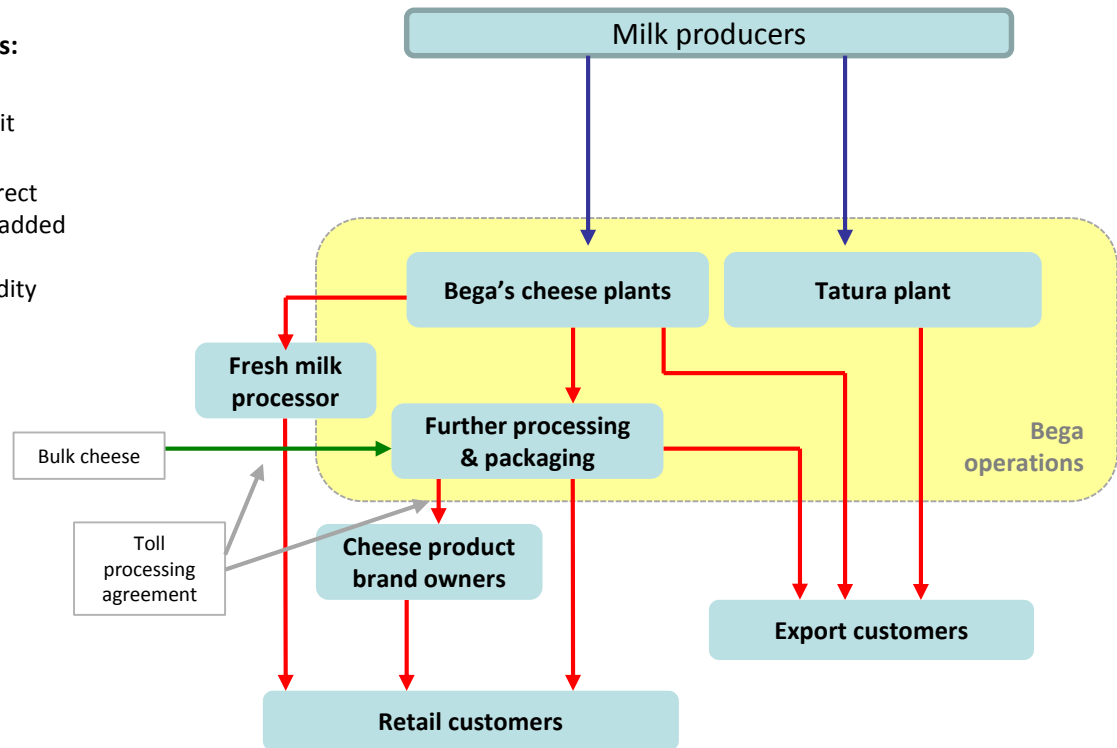 s:
it
rect
added
dity
Milk producers
Bega’s cheese plants
Tatura plant
Fresh milk
processor
Further processing
& packaging
Bega
operations
Bulk cheese
Toll
processing
agreement
Cheese product
brand owners
Export customers
Retail customers